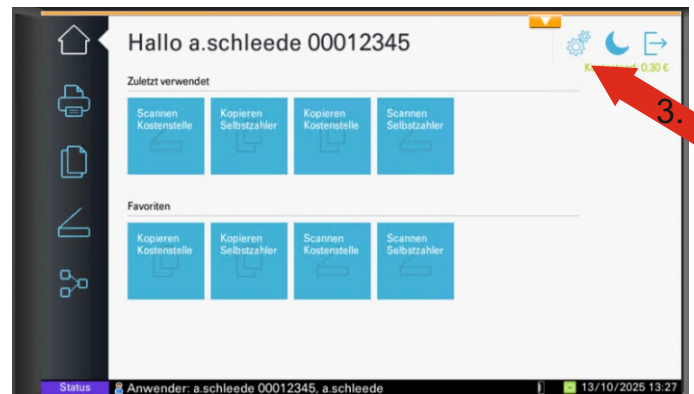 Hallo a.schleede 00012345
0,30 €
3.
Zuletzt verwendet
Scannen
Kostenstelle
Kopieren
Selbstzahler
Kopieren
Kostenstelle
Scannen
Selbstzahler
Favoriten
Kopieren
Kostenstelle
Kopieren
Selbstzahler
Scannen
Kostenstelle
Scannen
Selbstzahler
Status
Anwender: a.schleede 00012345, a.schleede
13/10/2025 13:27